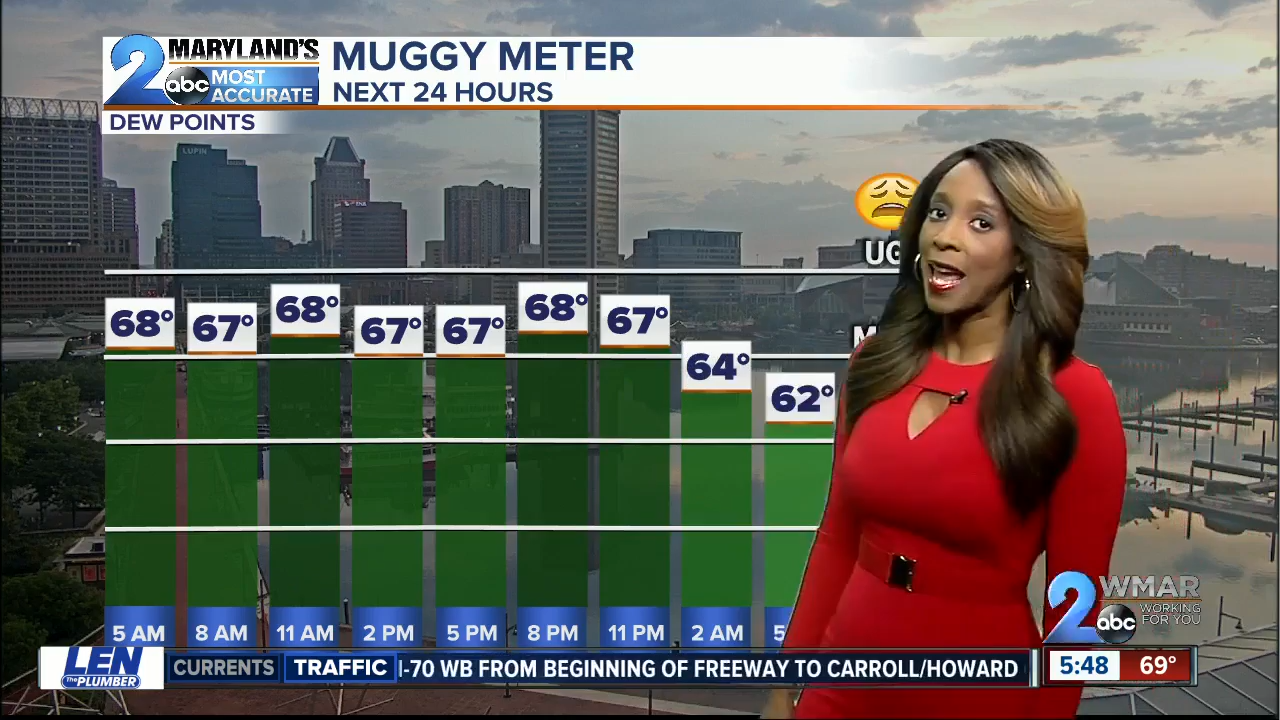 2
abc
MARYLAND'S
MOST
ACCURATE
MUGGY METER
NEXT 24 HOURS
DEW POINTS
LUPIN
UG
M
68° 67° 68° 67° 67° 68° 67° 64° 62°
5 AM 8 AM 11 AM 2 PM 5 PM 8 PM 11 PM 2 AM 5
2 abc WMAR
WORKING
FOR YOU
LEN
The PLUMBER
CURRENTS TRAFFIC I-70 WB FROM BEGINNING OF FREEWAY TO CARROLL/HOWARD
5:48 69°